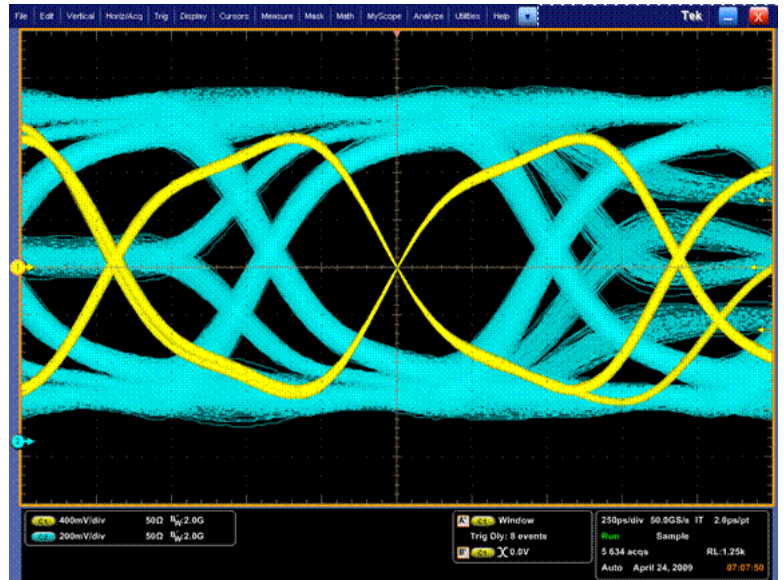 File Edit Vertical Horiz/Acq Trig Display Cursors Measure Mask Math MyScope Analyze Utilities Help Tek X
1
2
C1 400mV/div 50Ω BW:2.0G
C2 200mV/div 50Ω BW:2.0G
A' C1 Window
Trig Dly: 8 events
B' C1 0.0V
250ps/div 50.0GS/s IT 2.0ps/pt
Run Sample
5 634 acqs RL:1.25k
Auto April 24, 2009 07:07:50